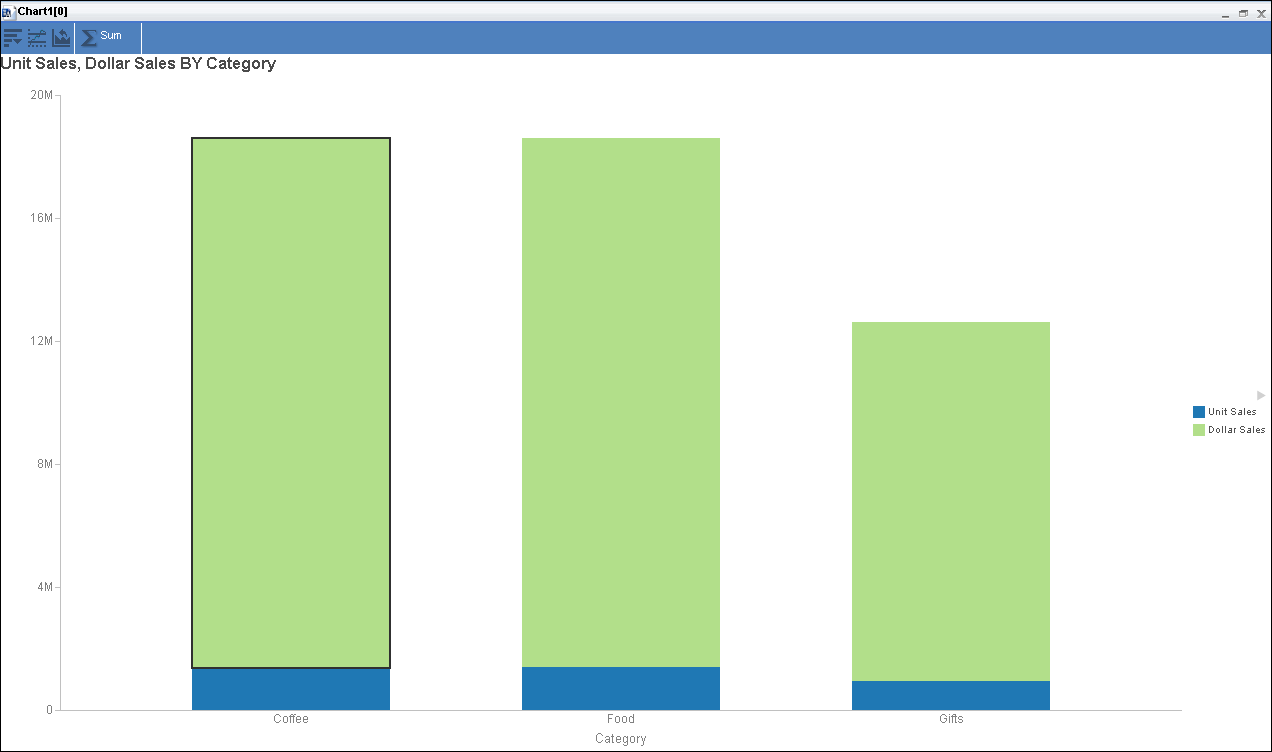 Chart1[0]
Sum
Unit Sales, Dollar Sales BY Category
20M
16M
12M
8M
4M
0
Coffee
Food
Gifts
Category
Unit Sales
Dollar Sales